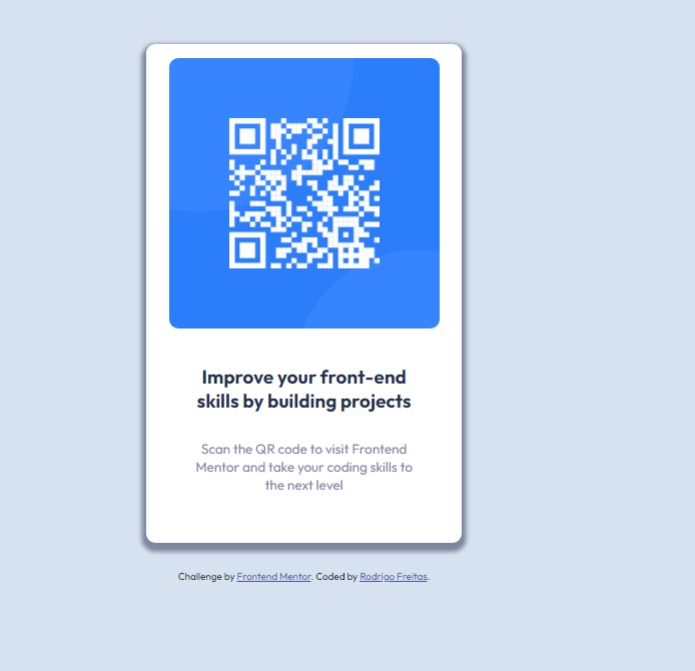 Improve your front-end
skills by building projects
Scan the QR code to visit Frontend
Mentor and take your coding skills to
the next level
Challenge by Frontend Mentor. Coded by Rodrigo Freitas.